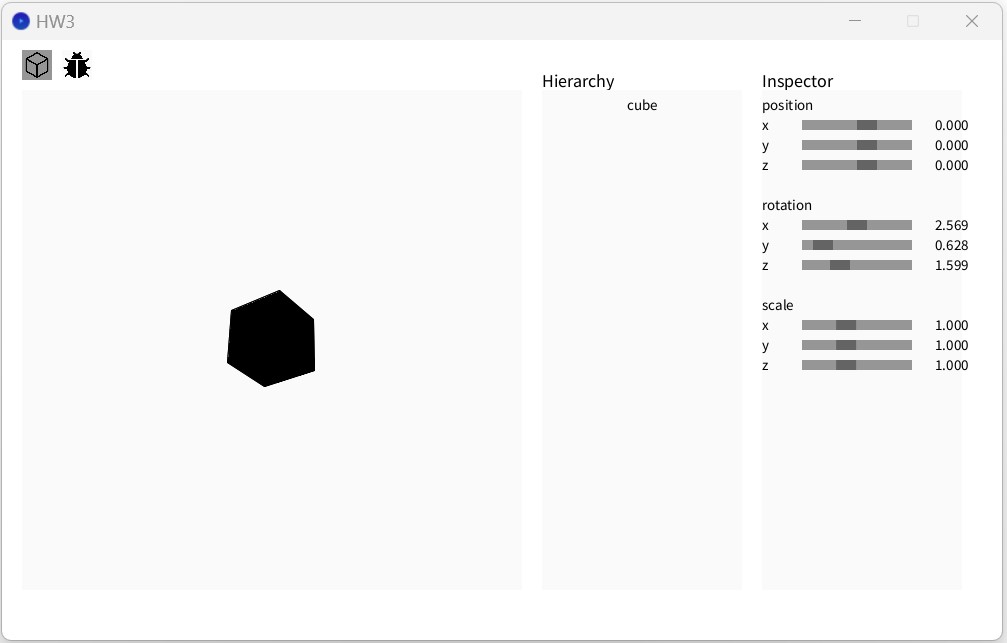 HW3
Hierarchy
cube
Inspector
position
x 0.000
y 0.000
z 0.000
rotation
x 2.569
y 0.628
z 1.599
scale
x 1.000
y 1.000
z 1.000